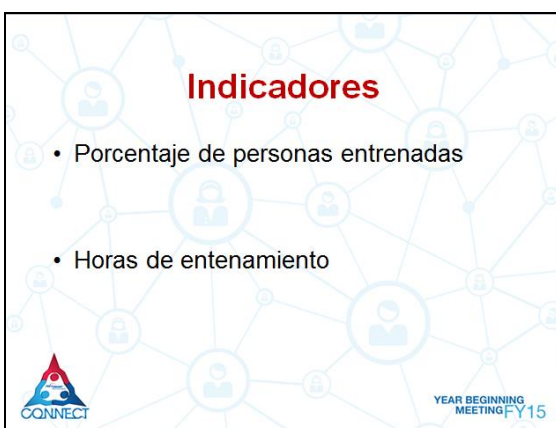 Indicadores
• Porcentaje de personas entrenadas
• Horas de entenamiento
CONNECT
YEAR BEGINNING
MEETING FY15